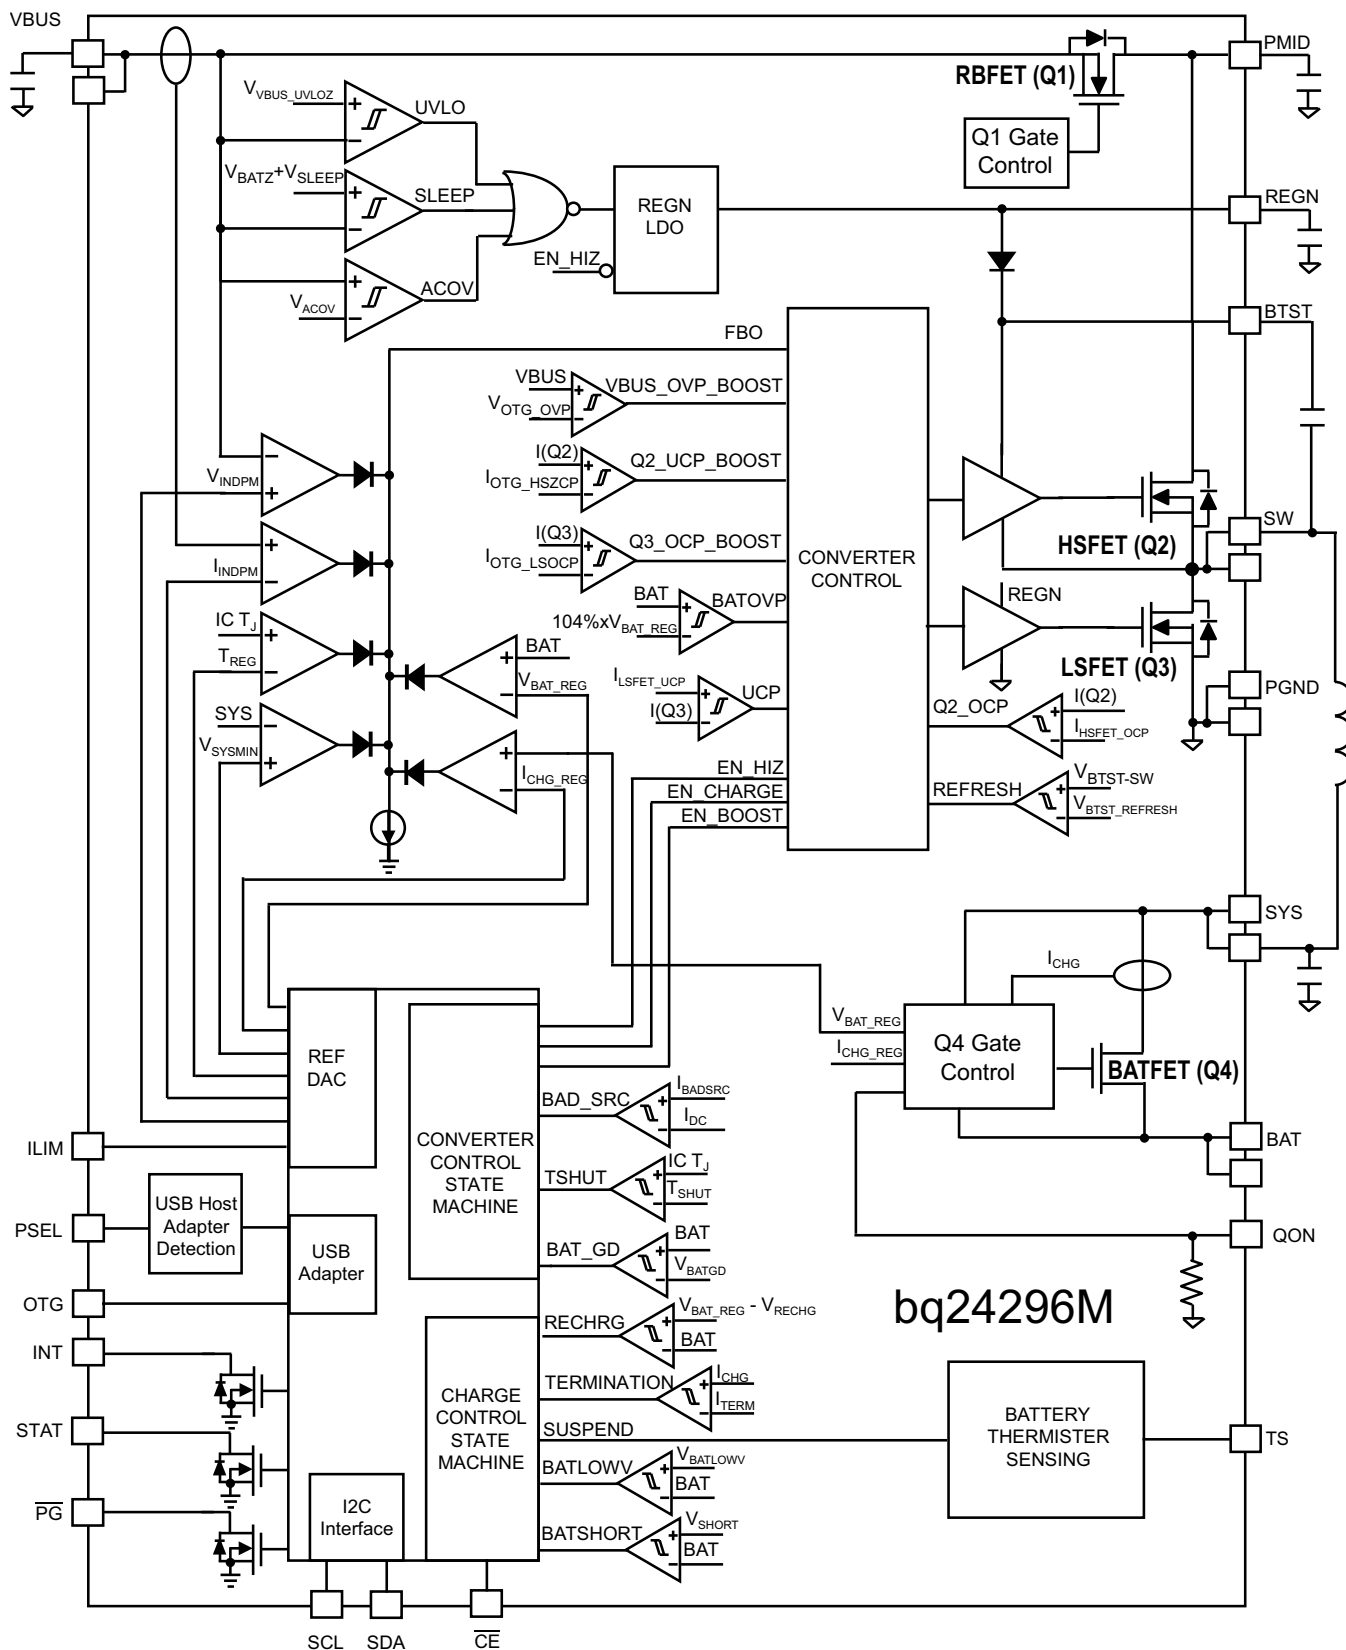 VBUS
PMID
RBFET (Q1)
V_VBUS_UVLOZ
+
UVLO
−
Q1 Gate
Control
V_BATZ+V_SLEEP
+
SLEEP
−
REGN
LDO
REGN
EN_HIZ
+
ACOV
V_ACOV
−
BTST
FBO
VBUS
+
VBUS_OVP_BOOST
V_OTG_OVP
−
I(Q2)
+
Q2_UCP_BOOST
I_OTG_HSZCP
−
−
V_INDPM
+
HSFET (Q2)
SW
I(Q3)
+
Q3_OCP_BOOST
I_OTG_LSOCP
−
+
I_INDPM
−
CONVERTER
CONTROL
BAT
+
BATOVP
104%xV_BAT_REG
−
REGN
LSFET (Q3)
IC T_J
+
T_REG
−
+
BAT
V_BAT_REG
−
I_LSFET_UCP
+
UCP
I(Q3)
−
PGND
Q2_OCP
+
I(Q2)
−
I_HSFET_OCP
SYS
−
V_SYSMIN
+
+
I_CHG_REG
−
EN_HIZ
EN_CHARGE
EN_BOOST
REFRESH
+
V_BTST-SW
−
V_BTST_REFRESH
SYS
I_CHG
V_BAT_REG
I_CHG_REG
Q4 Gate
Control
BATFET (Q4)
BAT
REF
DAC
CONVERTER
CONTROL
STATE
MACHINE
BAD_SRC
+
I_BADSRC
−
I_DC
TSHUT
+
IC T_J
−
T_SHUT
BAT_GD
+
BAT
−
V_BATGD
ILIM
PSEL
USB Host
Adapter
Detection
USB
Adapter
QON
OTG
bq24296M
INT
RECHRG
+
V_BAT_REG - V_RECHG
−
BAT
TERMINATION
+
I_CHG
−
I_TERM
CHARGE
CONTROL
STATE
MACHINE
STAT
SUSPEND
BATTERY
THERMISTER
SENSING
TS
BATLOWV
+
V_BATLOWV
−
BAT
PG
I2C
Interface
BATSHORT
+
V_SHORT
−
BAT
SCL
SDA
CE